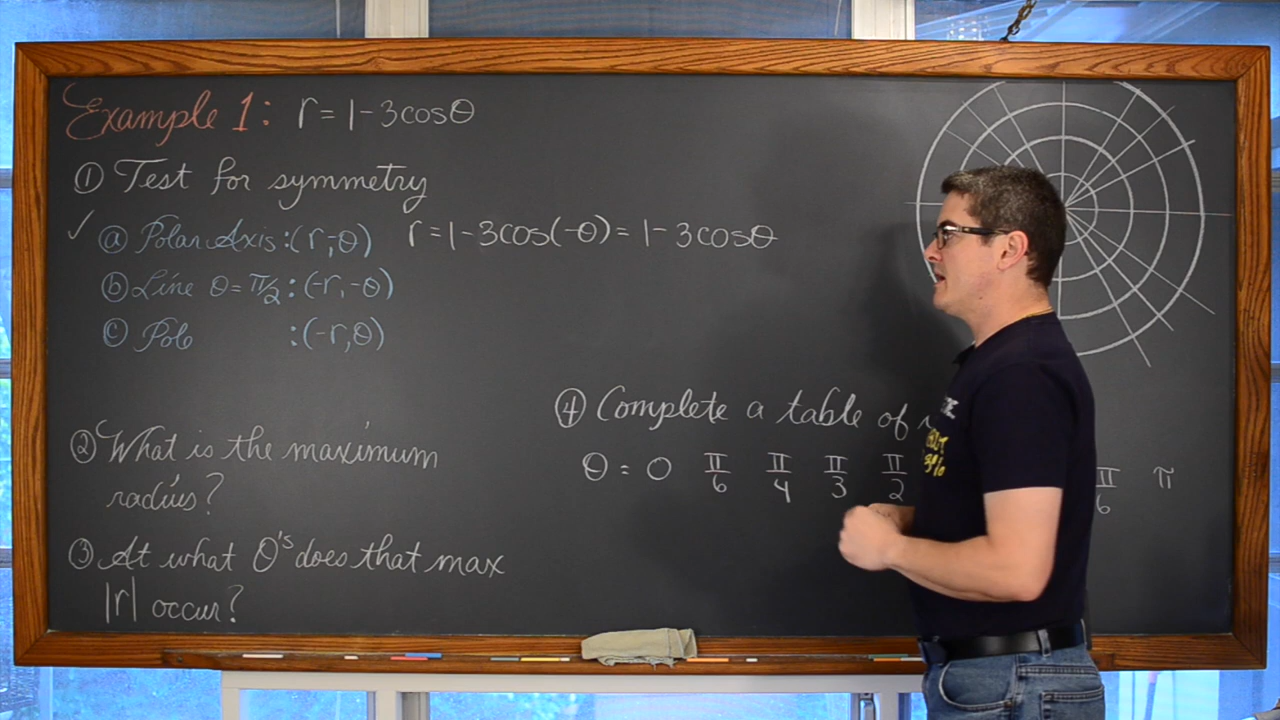 Example 1: r = 1-3cosθ
① Test for symmetry
✓ ⓐ Polar Axis: (r,-θ) r=1-3cos(-θ) = 1-3cosθ
ⓑ Line θ=π/2 : (-r,-θ)
ⓒ Pole : (-r,θ)
② What is the maximum
radius?
③ At what θ's does that max
|r| occur?
④ Complete a table of
θ = 0 π/6 π/4 π/3 π/2 π